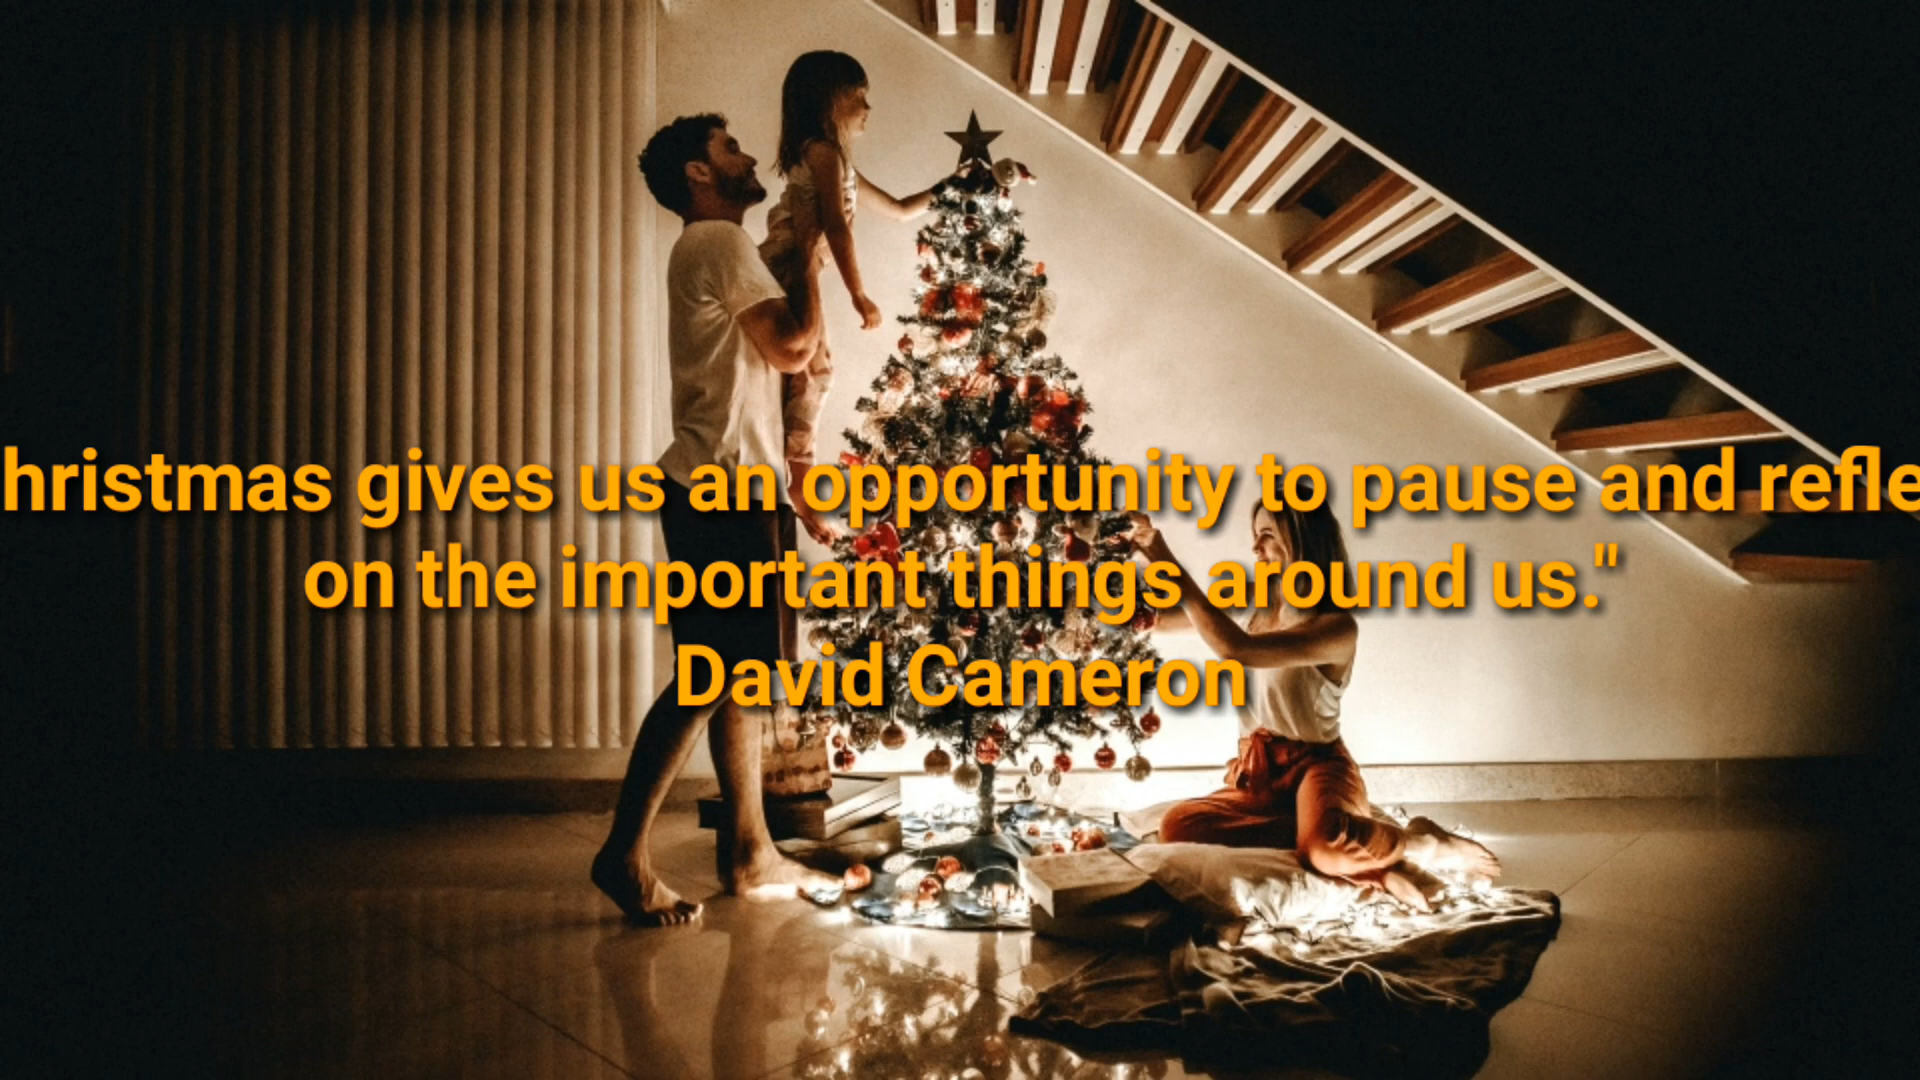 hristmas gives us an opportunity to pause and refle
on the important things around us."
David Cameron